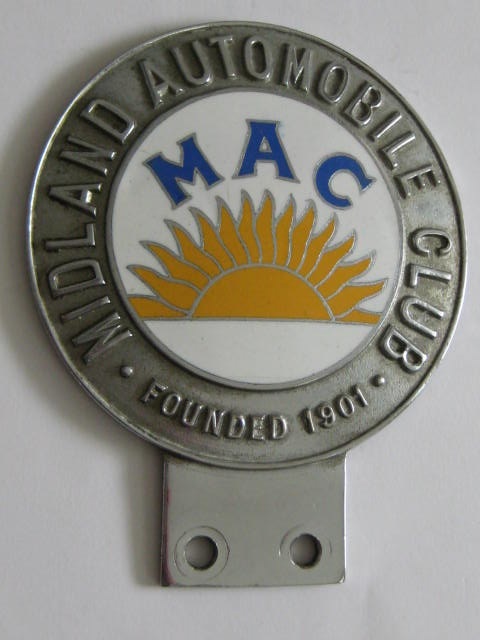 MIDLAND AUTOMOBILE CLUB
MAC
• FOUNDED 1901 •